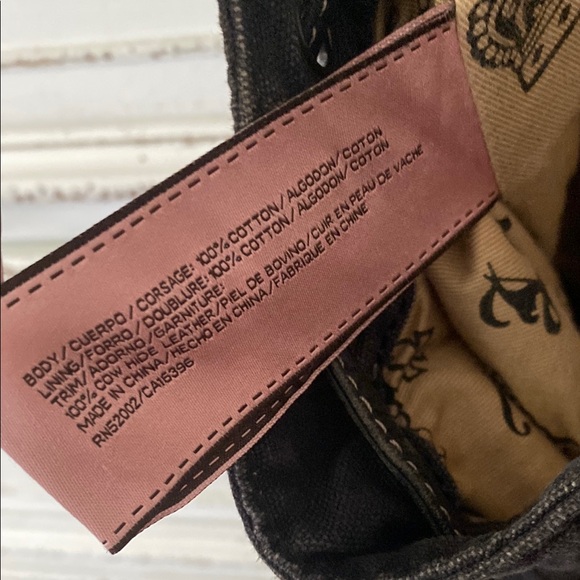 BODY/CUERPO/CORSAGE: 100% COTTON/ALGODON/COTON
LINING/FORRO/DOUBLURE: 100% COTTON/ALGODON/COTON
TRIM/ADORNO/GARNITURE:
100% COW HIDE LEATHER/PIEL DE BOVINO/CUIR EN PEAU DE VACHE
MADE IN CHINA/HECHO EN CHINA/FABRIQUE EN CHINE
RN52002/CA16396